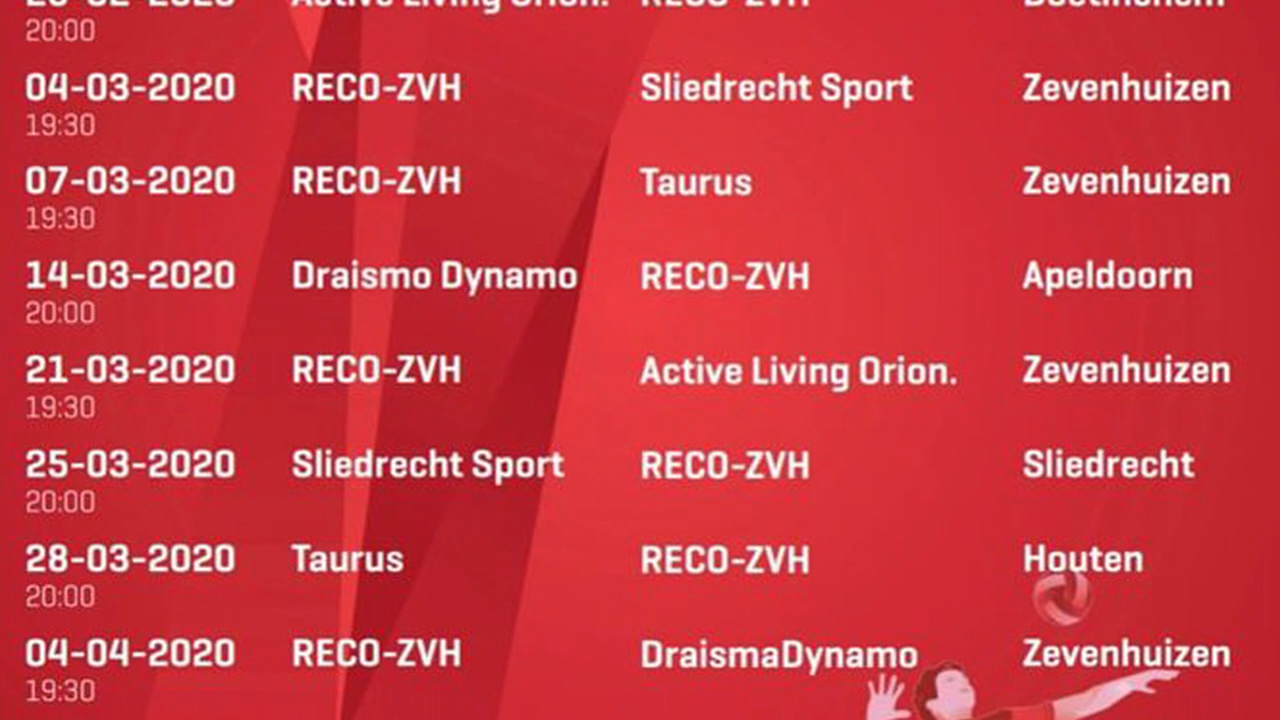 20:00
04-03-2020 RECO-ZVH Sliedrecht Sport Zevenhuizen
19:30
07-03-2020 RECO-ZVH Taurus Zevenhuizen
19:30
14-03-2020 Draismo Dynamo RECO-ZVH Apeldoorn
20:00
21-03-2020 RECO-ZVH Active Living Orion. Zevenhuizen
19:30
25-03-2020 Sliedrecht Sport RECO-ZVH Sliedrecht
20:00
28-03-2020 Taurus RECO-ZVH Houten
20:00
04-04-2020 RECO-ZVH DraismaDynamo Zevenhuizen
19:30